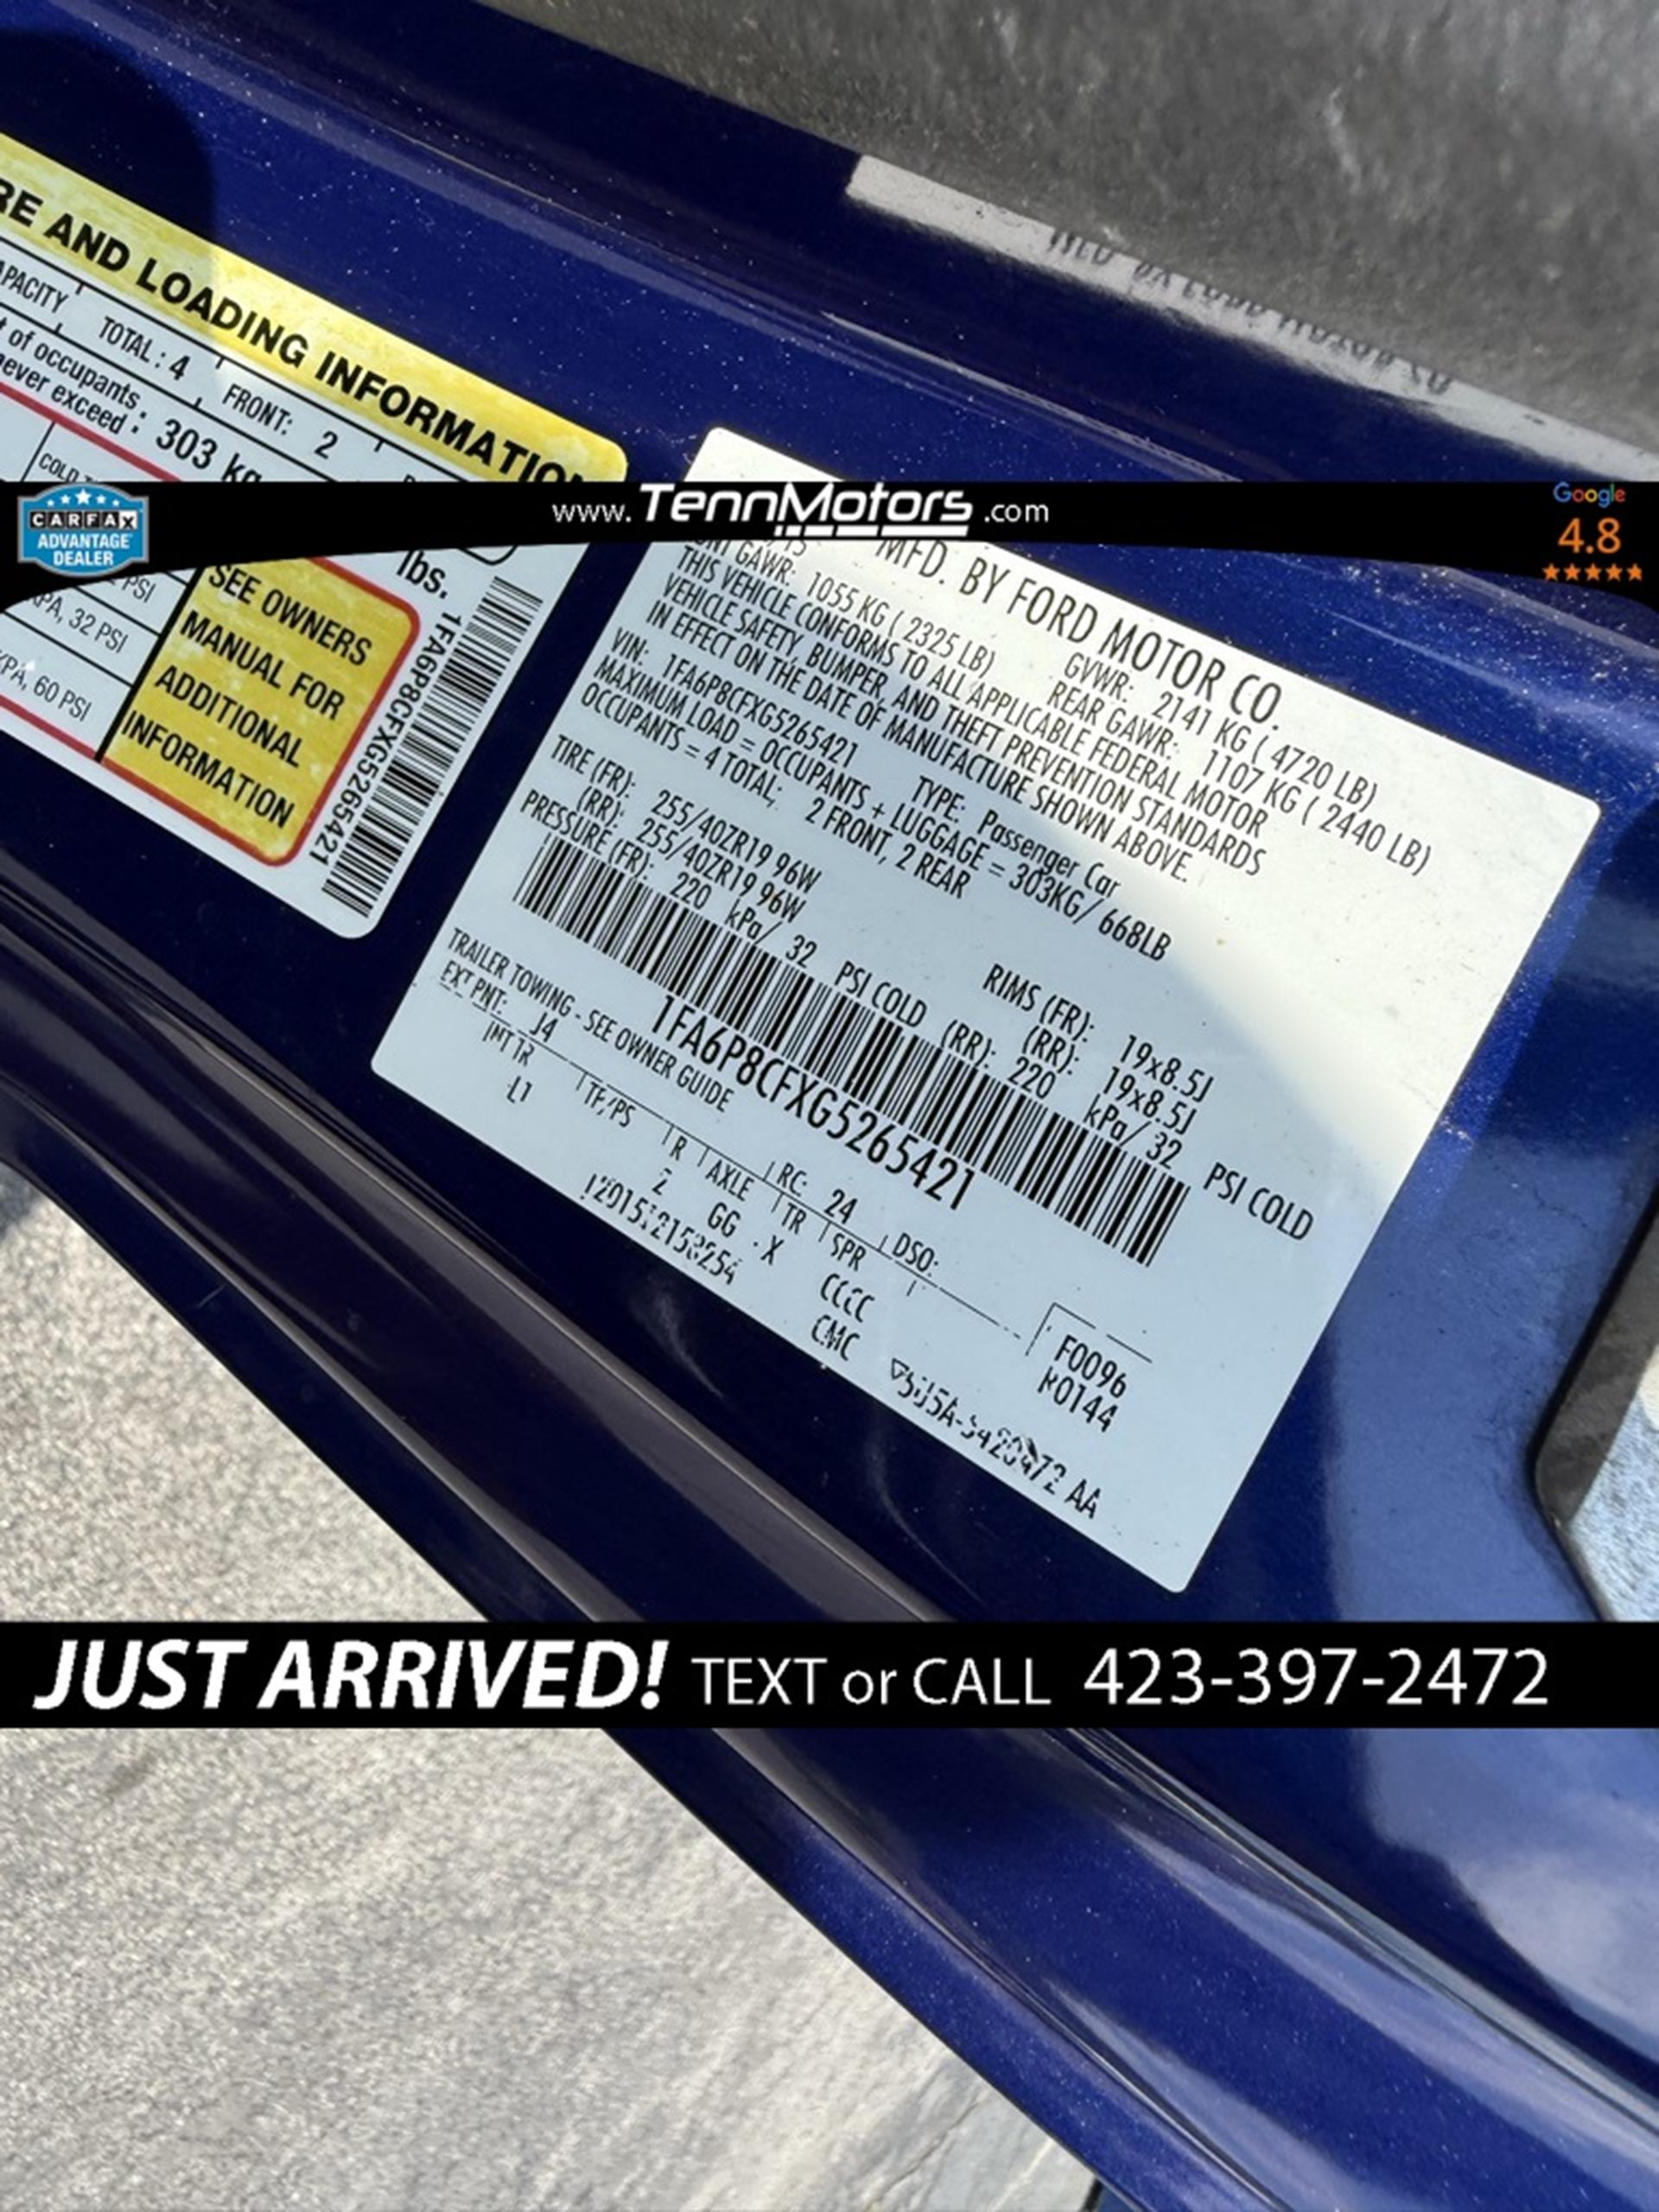 RE AND LOADING INFORMATION
APACITY TOTAL : 4 FRONT: 2
t of occupants
never exceed : 303 kg
COLD
lbs.
PSI
PA, 32 PSI
KPA, 60 PSI
SEE OWNERS
MANUAL FOR
ADDITIONAL
INFORMATION
1FA6P8CFXG5265421
CARFAX
ADVANTAGE
DEALER
www.TennMotors.com
Google
4.8
MFD. BY FORD MOTOR CO.
GVWR: 2141 KG ( 4720 LB)
GAWR: 1055 KG ( 2325 LB) REAR GAWR: 1107 KG ( 2440 LB)
THIS VEHICLE CONFORMS TO ALL APPLICABLE FEDERAL MOTOR
VEHICLE SAFETY, BUMPER, AND THEFT PREVENTION STANDARDS
IN EFFECT ON THE DATE OF MANUFACTURE SHOWN ABOVE.
VIN: 1FA6P8CFXG5265421 TYPE: Passenger Car
MAXIMUM LOAD = OCCUPANTS + LUGGAGE = 303KG/ 668LB
OCCUPANTS = 4 TOTAL; 2 FRONT, 2 REAR
TIRE (FR): 255/40ZR19 96W RIMS (FR): 19x8.5J
(RR): 255/40ZR19 96W (RR): 19x8.5J
PRESSURE (FR): 220 kPa/ 32 PSI COLD (RR): 220 kPa/ 32 PSI COLD
1FA6P8CFXG5265421
TRAILER TOWING - SEE OWNER GUIDE
EXT PNT: J4 RC: 24 DSO:
INT TR TP/PS R AXLE TR SPR
L1 Z GG X CCCC
CMC
F0096
R0144
AA
JUST ARRIVED! TEXT or CALL 423-397-2472